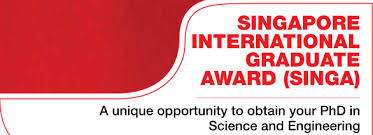 SINGAPORE
INTERNATIONAL
GRADUATE
AWARD (SINGA)
A unique opportunity to obtain your PhD in
Science and Engineering